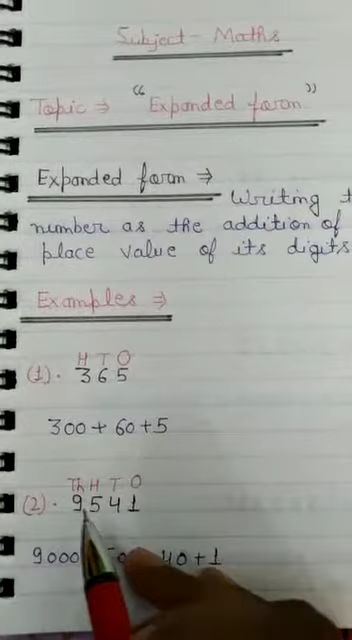 Subject - Maths
Topic ⇒ "Expanded form"
Expanded form ⇒
Writing
number as the addition of
place value of its digits
Examples ⇒
H T O
(1). 365
300 + 60 + 5
Th H T O
(2). 9541
9000 40 + 1